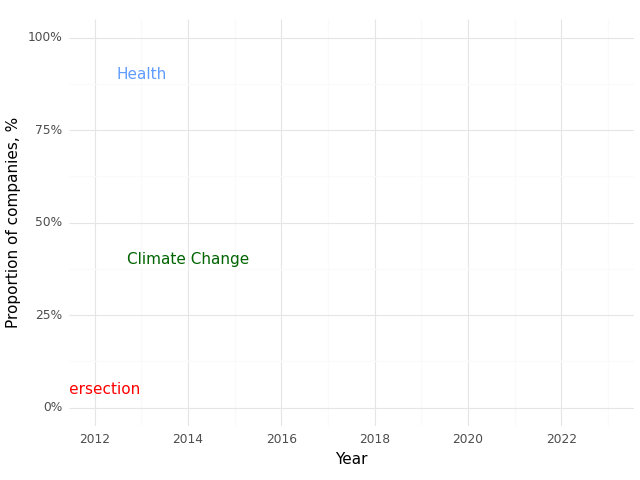 100%
Health
75%
50%
Climate Change
25%
ersection
0%
2012 2014 2016 2018 2020 2022
Year
Proportion of companies, %